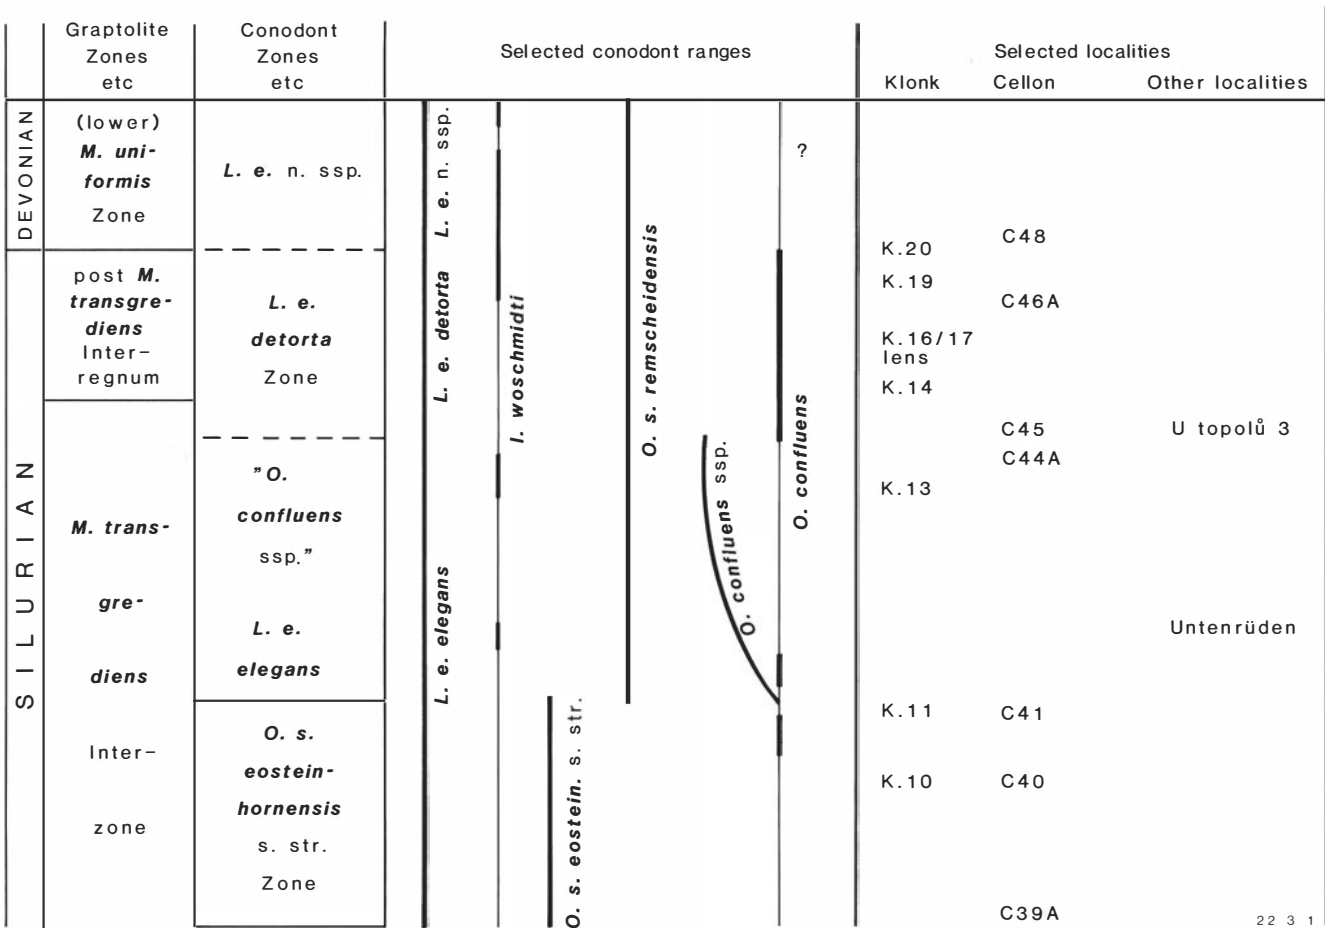 Graptolite
Zones
etc
Conodont
Zones
etc
Selected conodont ranges
Selected localities
Klonk
Cellon
Other localities
DEVONIAN
SILURIAN
(lower)
M. uni-
formis
Zone
post M.
transgre-
diens
Inter-
regnum
M. trans-
gre-
diens
Inter-
zone
L. e. n. ssp.
L. e.
detorta
Zone
"O.
confluens
ssp."
L. e.
elegans
O. s.
eostein-
hornensis
s. str.
Zone
L. e. n. ssp.
L. e. detorta
L. e. elegans
I. woschmidti
O. s. eostein. s. str.
O. s. remscheidensis
O. confluens ssp.
?
O. confluens
K.20
K.19
K.16/17
lens
K.14
K.13
K.11
K.10
C48
C46A
C45
C44A
C41
C40
C39A
U topolů 3
Untenrüden
22 3 1